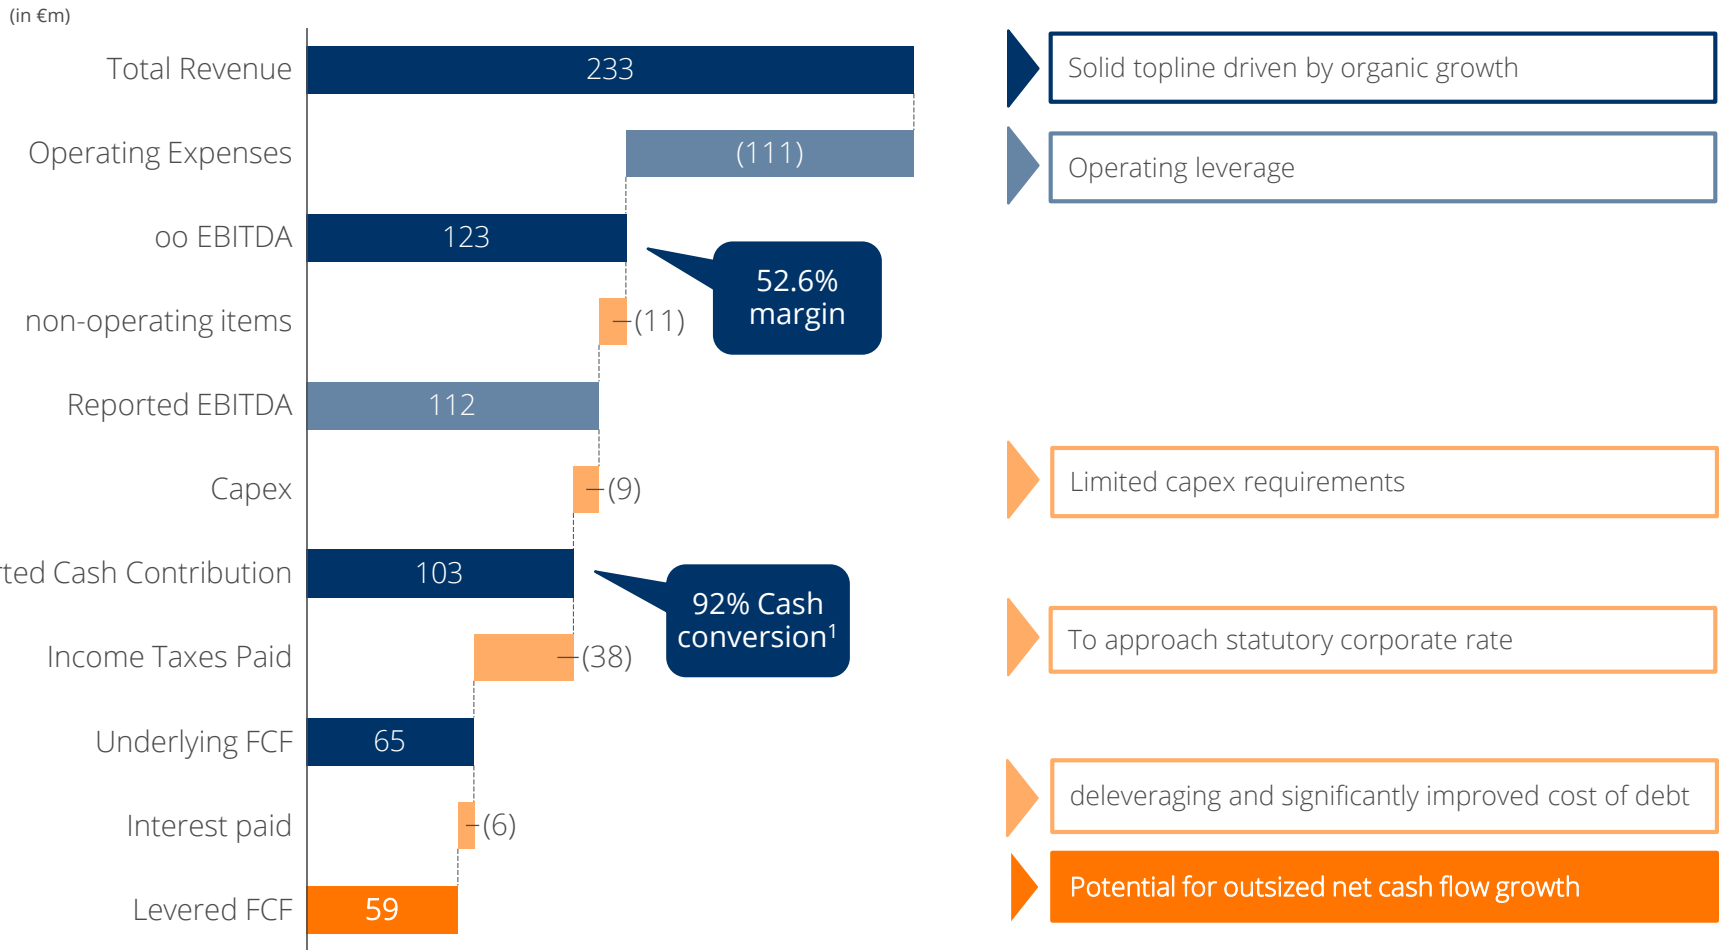 (in €m)
Total Revenue
233
Solid topline driven by organic growth
Operating Expenses
(111)
Operating leverage
oo EBITDA
123
52.6%
margin
non-operating items
(11)
Reported EBITDA
112
Capex
(9)
Limited capex requirements
rted Cash Contribution
103
92% Cash
conversion¹
Income Taxes Paid
(38)
To approach statutory corporate rate
Underlying FCF
65
deleveraging and significantly improved cost of debt
Interest paid
(6)
Potential for outsized net cash flow growth
Levered FCF
59